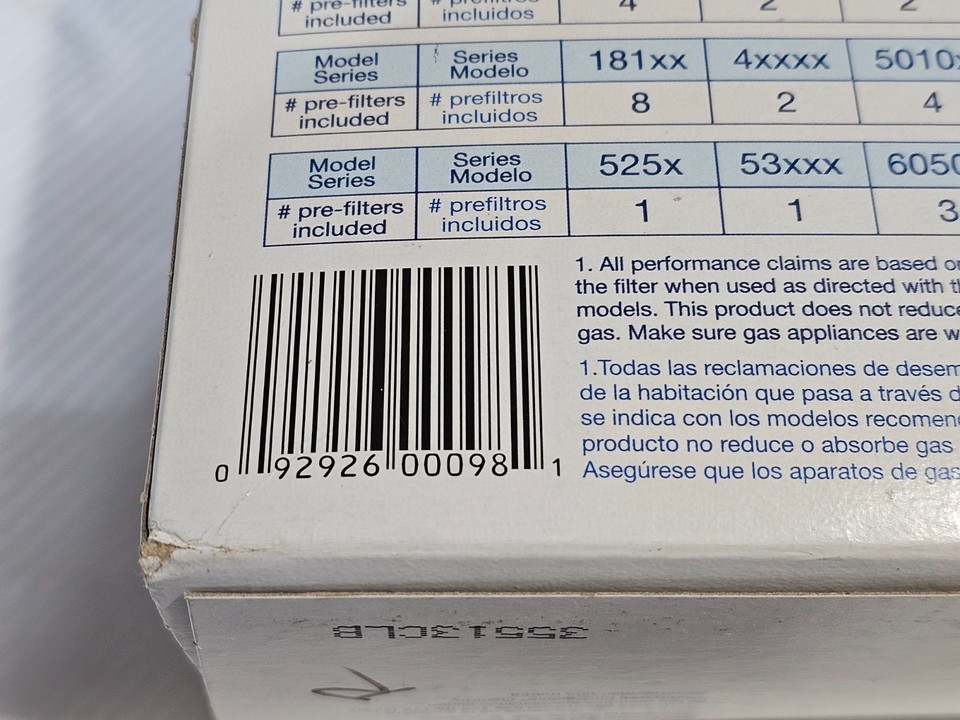 # pre-filters # prefiltros 4 2 2
included incluidos
Model Series 181xx 4xxxx 5010
Series Modelo
# pre-filters # prefiltros 8 2 4
included incluidos
Model Series 525x 53xxx 605
Series Modelo
# pre-filters # prefiltros 1 1 3
included incluidos
1. All performance claims are based
the filter when used as directed with
models. This product does not reduc
gas. Make sure gas appliances are w
1.Todas las reclamaciones de desem
de la habitación que pasa a través d
se indica con los modelos recomen
producto no reduce o absorbe gas
Asegúrese que los aparatos de gas
0 92926 00098 1
35513CLB